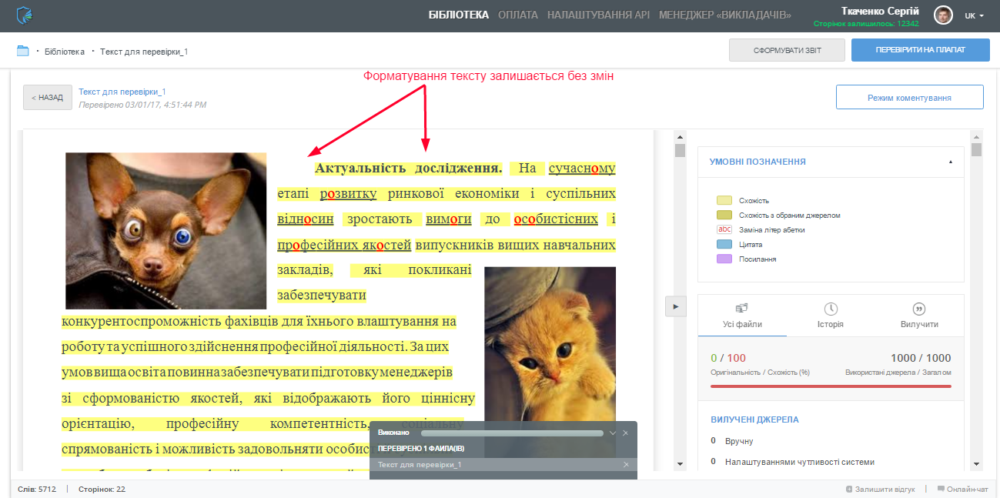 БІБЛІОТЕКА ОПЛАТА НАЛАШТУВАННЯ API МЕНЕДЖЕР «ВИКЛАДАЧІВ»
Ткаченко Сергій
Сторінок залишилось: 12342
UK
Бібліотека · Текст для перевірки_1
СФОРМУВАТИ ЗВІТ
ПЕРЕВІРИТИ НА ПЛАГІАТ
Форматування тексту залишається без змін
< НАЗАД
Текст для перевірки_1
Перевірено 03/01/17, 4:51:44 PM
Режим коментування
Актуальність дослідження. На сучасному
етапі розвитку ринкової економіки і суспільних
відносин зростають вимоги до особистісних і
професійних якостей випускників вищих навчальних
закладів, які покликані
забезпечувати
конкурентоспроможність фахівців для їхнього влаштування на
роботу та успішного здійснення професійної діяльності. За цих
умов вища освіта повинна забезпечувати підготовку менеджерів
зі сформованістю якостей, які відображають його ціннісну
орієнтацію, професійну компетентність, соціальну
спрямованість і можливість задовольняти особист
Виконано
ПЕРЕВІРЕНО 1 ФАЙЛА(ІВ)
Текст для перевірки_1
УМОВНІ ПОЗНАЧЕННЯ
Схожість
Схожість з обраним джерелом
abc Заміна літер абетки
Цитата
Посилання
Усі файли
Історія
Вилучити
0 / 100
1000 / 1000
Оригінальність / Схожість (%)
Використані джерела / Загалом
ВИЛУЧЕНІ ДЖЕРЕЛА
0 Вручну
0 Налаштуваннями чутливості системи
Слів: 5712 | Сторінок: 22
Залишити відгук | Онлайн-чат